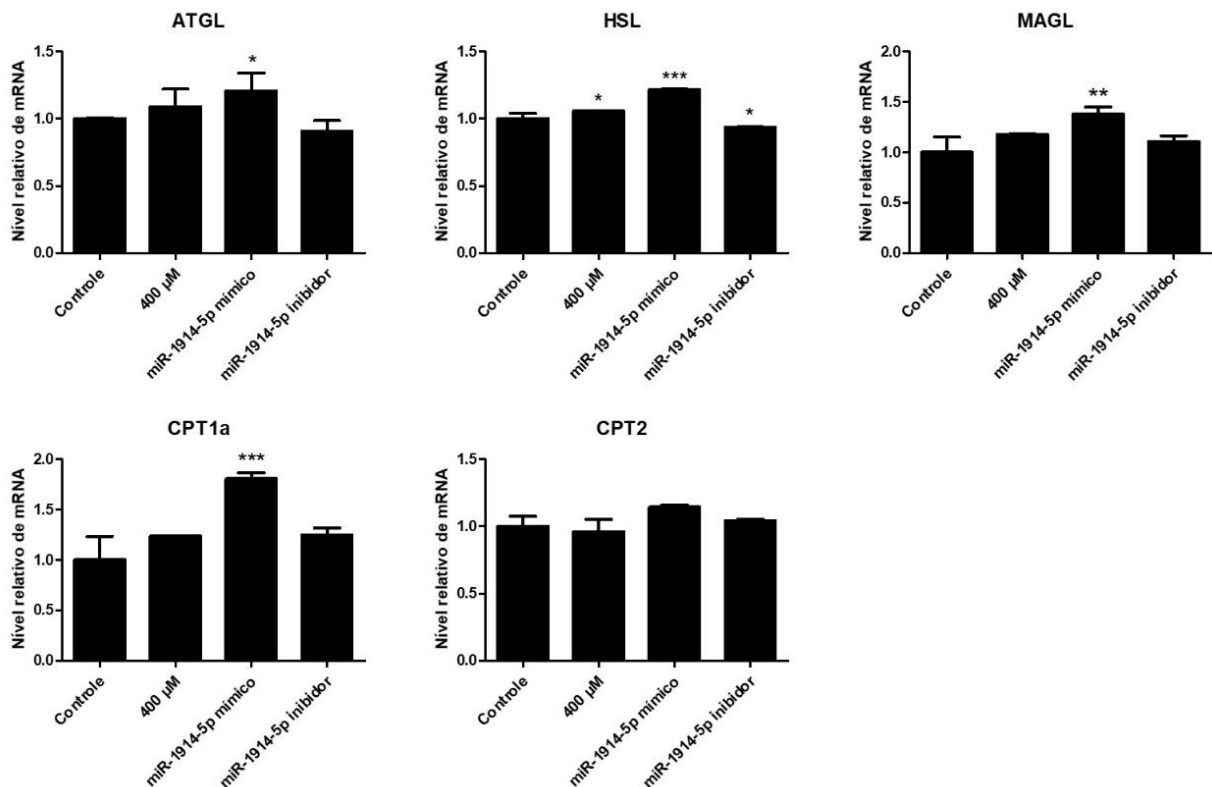 ATGL
Nível relativo de mRNA
1.5
1.0
0.5
0.0
*
Controle
400 µM
miR-1914-5p mímico
miR-1914-5p inibidor
HSL
Nível relativo de mRNA
1.5
1.0
0.5
0.0
*
***
*
Controle
400 µM
miR-1914-5p mímico
miR-1914-5p inibidor
MAGL
Nível relativo de mRNA
2.0
1.5
1.0
0.5
0.0
**
Controle
400 µM
miR-1914-5p mímico
miR-1914-5p inibidor
CPT1a
Nível relativo de mRNA
2.0
1.5
1.0
0.5
0.0
***
Controle
400 µM
miR-1914-5p mímico
miR-1914-5p inibidor
CPT2
Nível relativo de mRNA
1.5
1.0
0.5
0.0
Controle
400 µM
miR-1914-5p mímico
miR-1914-5p inibidor